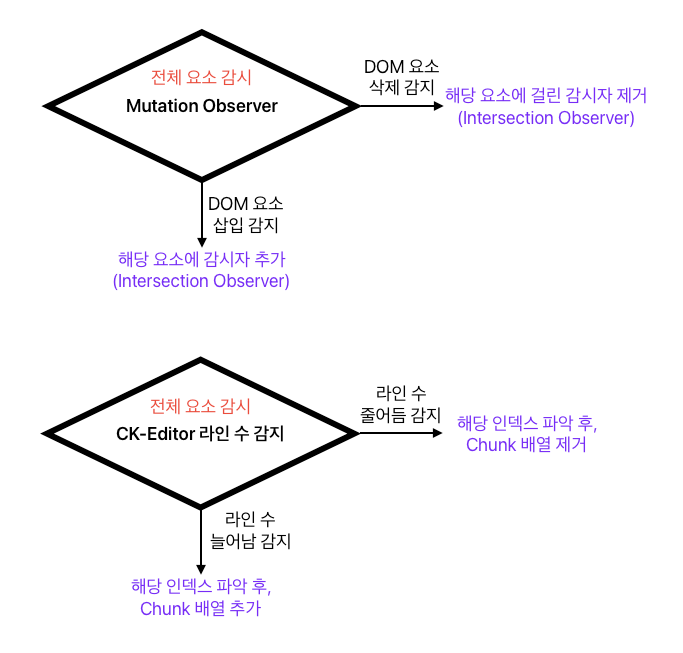 전체 요소 감시
Mutation Observer
DOM 요소
삭제 감지
해당 요소에 걸린 감시자 제거
(Intersection Observer)
DOM 요소
삽입 감지
해당 요소에 감시자 추가
(Intersection Observer)
전체 요소 감시
CK-Editor 라인 수 감지
라인 수
줄어듬 감지
해당 인덱스 파악 후,
Chunk 배열 제거
라인 수
늘어남 감지
해당 인덱스 파악 후,
Chunk 배열 추가